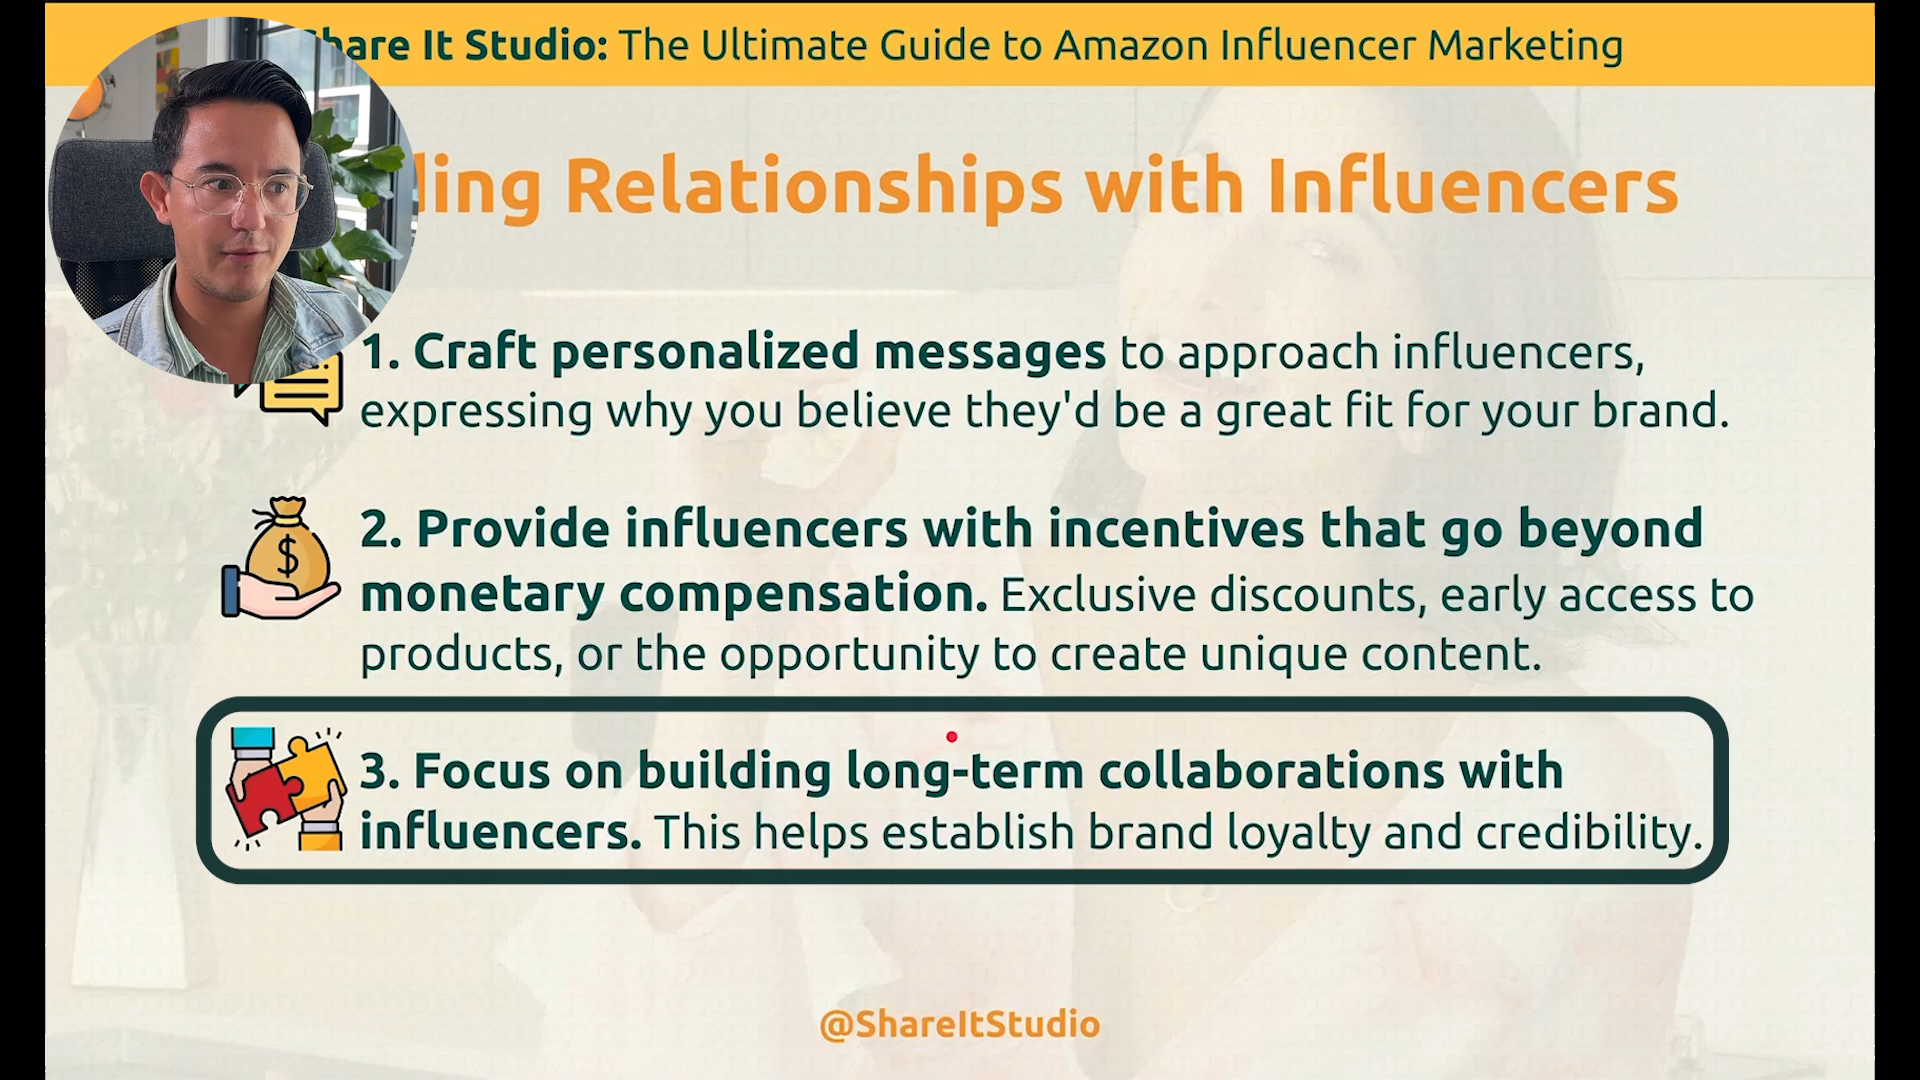 Share It Studio: The Ultimate Guide to Amazon Influencer Marketing
Relationships with Influencers
1. Craft personalized messages to approach influencers,
expressing why you believe they'd be a great fit for your brand.
2. Provide influencers with incentives that go beyond
monetary compensation. Exclusive discounts, early access to
products, or the opportunity to create unique content.
3. Focus on building long-term collaborations with
influencers. This helps establish brand loyalty and credibility.
@ShareItStudio